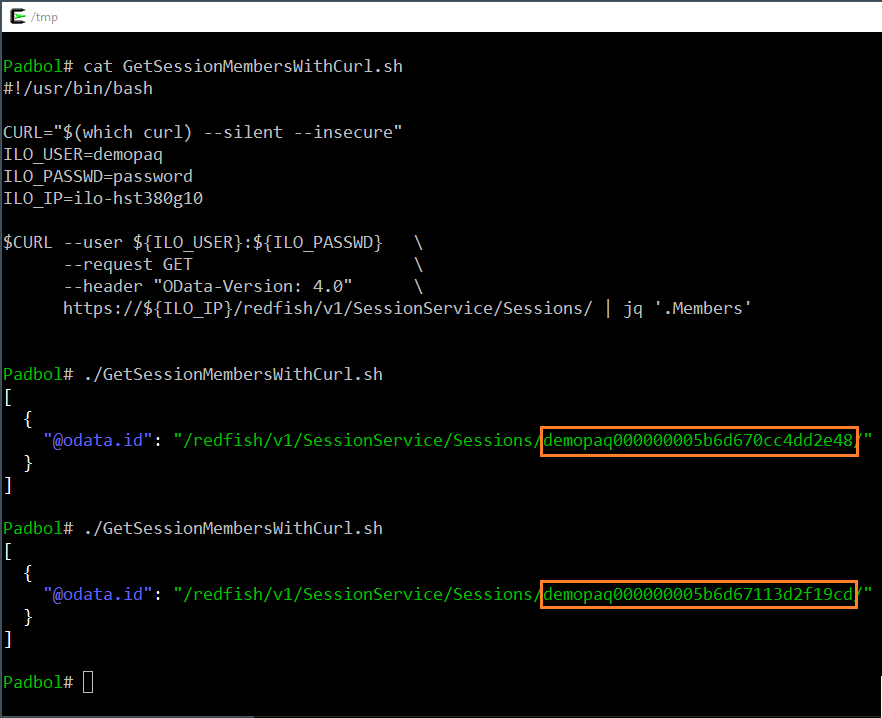 /tmp
Padbol# cat GetSessionMembersWithCurl.sh
#!/usr/bin/bash
CURL="$(which curl) --silent --insecure"
ILO_USER=demopaq
ILO_PASSWD=password
ILO_IP=ilo-hst380g10
$CURL --user ${ILO_USER}:${ILO_PASSWD}   \
      --request GET                      \
      --header "OData-Version: 4.0"      \
      https://${ILO_IP}/redfish/v1/SessionService/Sessions/ | jq '.Members'
Padbol# ./GetSessionMembersWithCurl.sh
[
  {
    "@odata.id": "/redfish/v1/SessionService/Sessions/demopaq000000005b6d670cc4dd2e48/"
  }
]
Padbol# ./GetSessionMembersWithCurl.sh
[
  {
    "@odata.id": "/redfish/v1/SessionService/Sessions/demopaq000000005b6d67113d2f19cd/"
  }
]
Padbol#